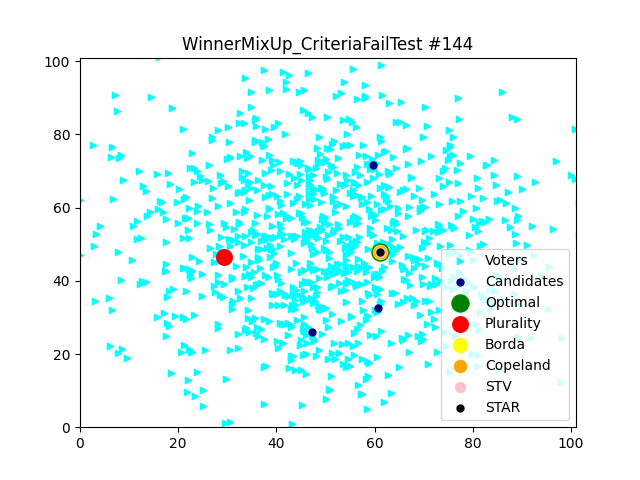 WinnerMixUp_CriteriaFailTest #144
100
80
60
40
20
0
0
20
40
60
80
100
Voters
Candidates
Optimal
Plurality
Borda
Copeland
STV
STAR